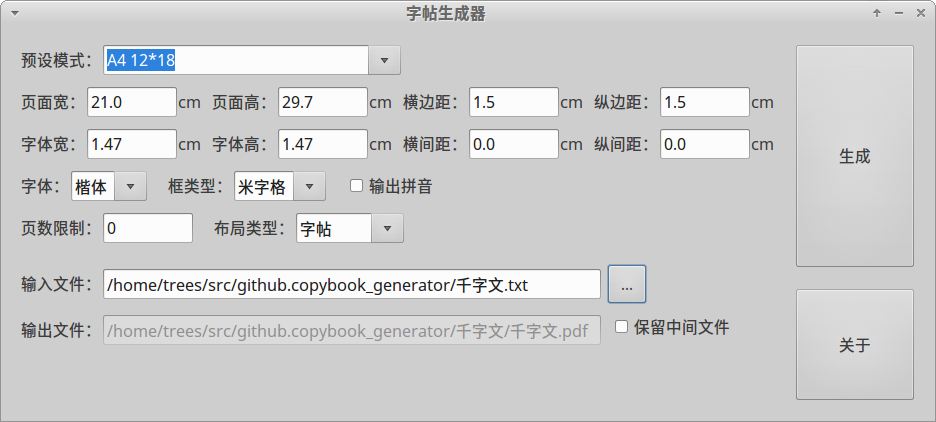 字帖生成器
预设模式: A4 12*18
页面宽: 21.0 cm 页面高: 29.7 cm 横边距: 1.5 cm 纵边距: 1.5 cm
字体宽: 1.47 cm 字体高: 1.47 cm 横间距: 0.0 cm 纵间距: 0.0 cm
生成
字体: 楷体 框类型: 米字格 输出拼音
页数限制: 0 布局类型: 字帖
输入文件: /home/trees/src/github.copybook_generator/千字文.txt ...
输出文件: /home/trees/src/github.copybook_generator/千字文/千字文.pdf 保留中间文件
关于